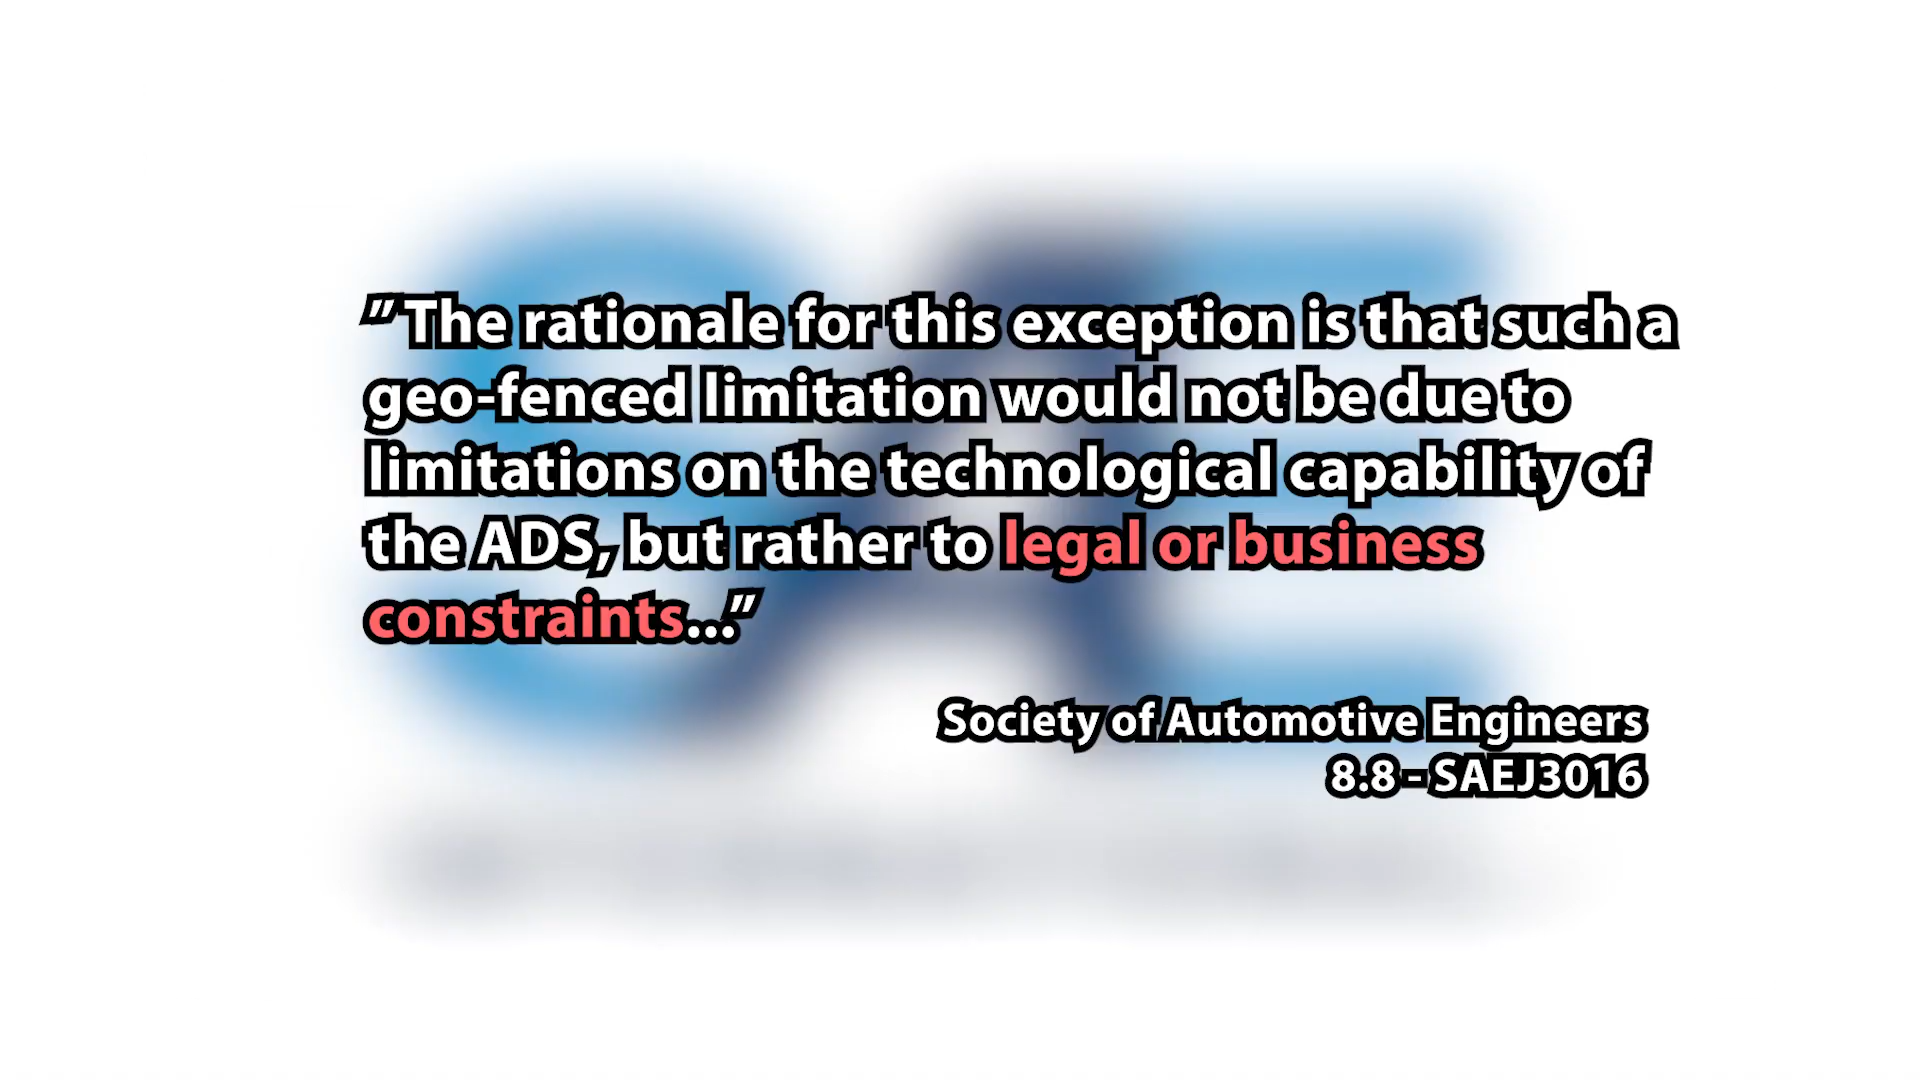 "The rationale for this exception is that such a
geo-fenced limitation would not be due to
limitations on the technological capability of
the ADS, but rather to legal or business
constraints..."
Society of Automotive Engineers
8.8 - SAEJ3016